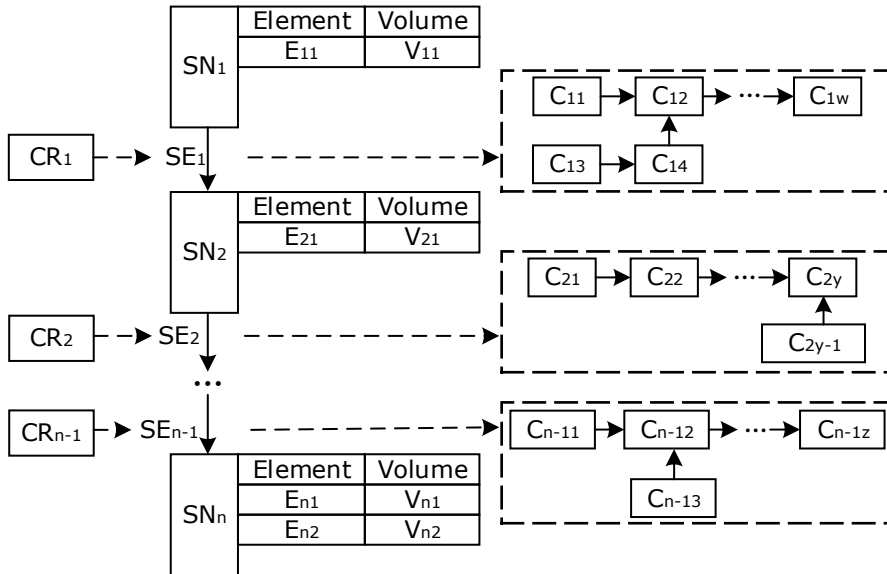 SN1
Element Volume
E11 V11
C11 C12 ... C1w
C13 C14
CR1 SE1
SN2
Element Volume
E21 V21
C21 C22 ... C2y
C2y-1
CR2 SE2
...
CRn-1 SEn-1
Cn-11 Cn-12 ... Cn-1z
Cn-13
SNn
Element Volume
En1 Vn1
En2 Vn2